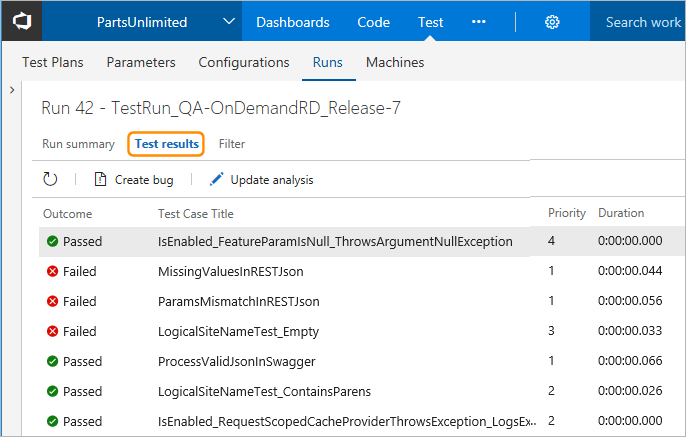 PartsUnlimited Dashboards Code Test ••• Search work
Test Plans Parameters Configurations Runs Machines
Run 42 - TestRun_QA-OnDemandRD_Release-7
Run summary Test results Filter
Create bug Update analysis
Outcome Test Case Title Priority Duration
Passed IsEnabled_FeatureParamIsNull_ThrowsArgumentNullException 4 0:00:00.000
Failed MissingValuesInRESTJson 1 0:00:00.044
Failed ParamsMismatchInRESTJson 1 0:00:00.056
Failed LogicalSiteNameTest_Empty 3 0:00:00.033
Passed ProcessValidJsonInSwagger 1 0:00:00.066
Passed LogicalSiteNameTest_ContainsParens 2 0:00:00.026
Passed IsEnabled_RequestScopedCacheProviderThrowsException_LogsEx... 2 0:00:00.000